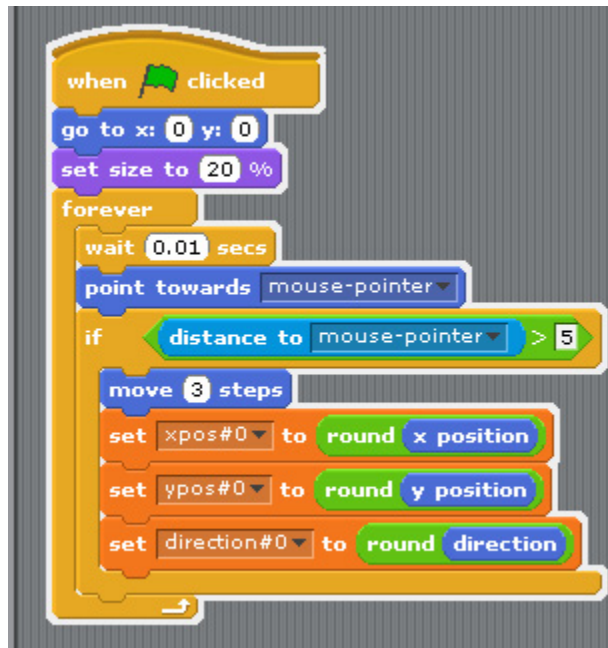 when clicked
go to x: 0 y: 0
set size to 20 %
forever
wait 0.01 secs
point towards mouse-pointer
if distance to mouse-pointer > 5
move 3 steps
set xpos#0 to round x position
set ypos#0 to round y position
set direction#0 to round direction